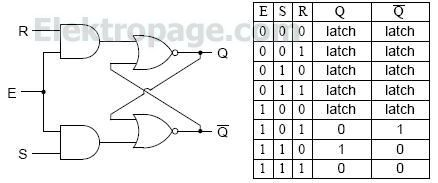 Elektropage.com
R
E
S
Q
Q̅
E S R Q Q̅
0 0 0 latch latch
0 0 1 latch latch
0 1 0 latch latch
0 1 1 latch latch
1 0 0 latch latch
1 0 1 0 1
1 1 0 1 0
1 1 1 0 0